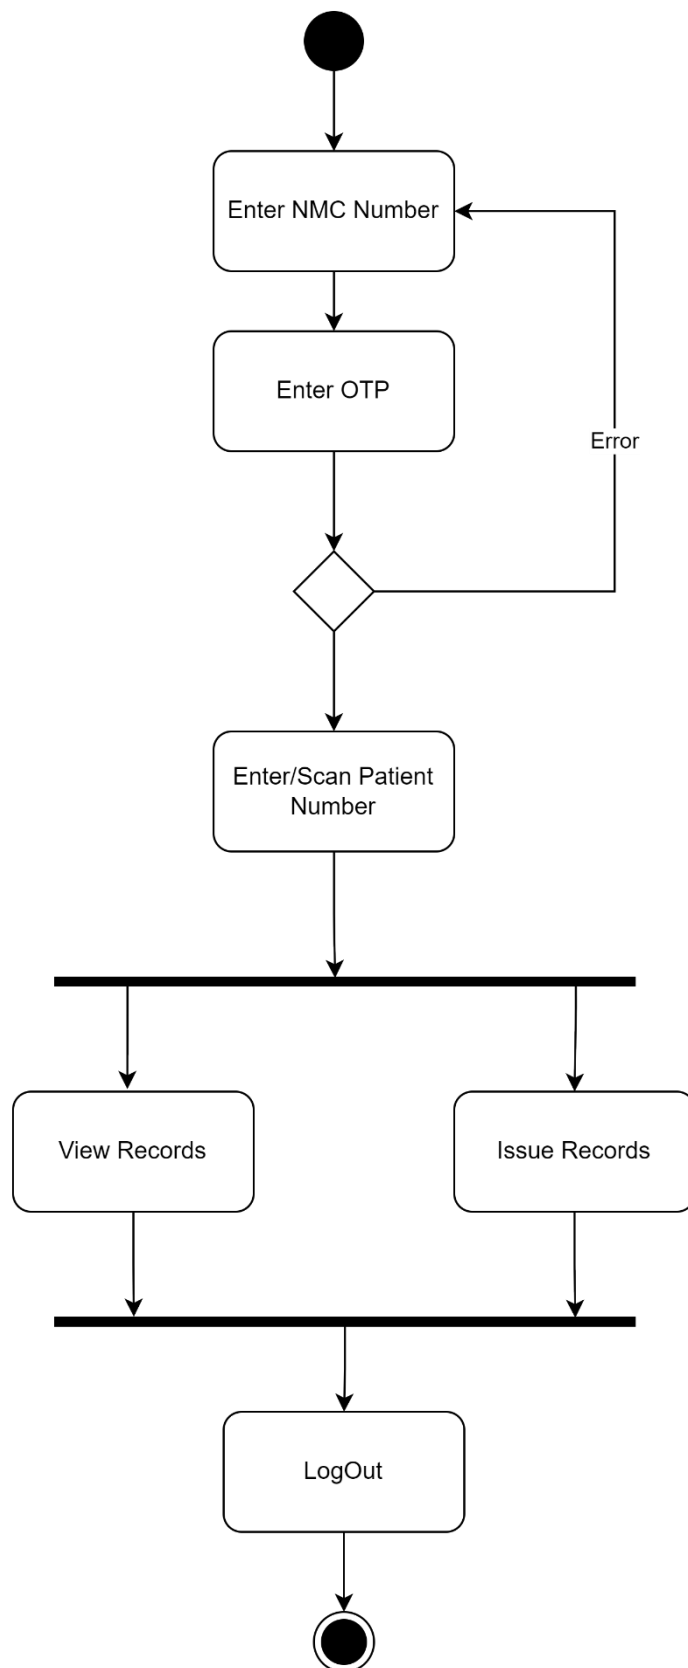 Enter NMC Number
Enter OTP
Error
Enter/Scan Patient
Number
View Records
Issue Records
LogOut